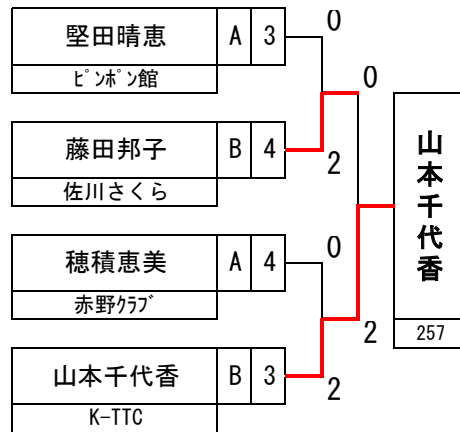 堅田晴恵 A 3 0
ピンポン館
0
藤田邦子 B 4 2
佐川さくら
穂積恵美 A 4 0
赤野クラブ
2
山本千代香 B 3 2
K-TTC
山本千代香
257